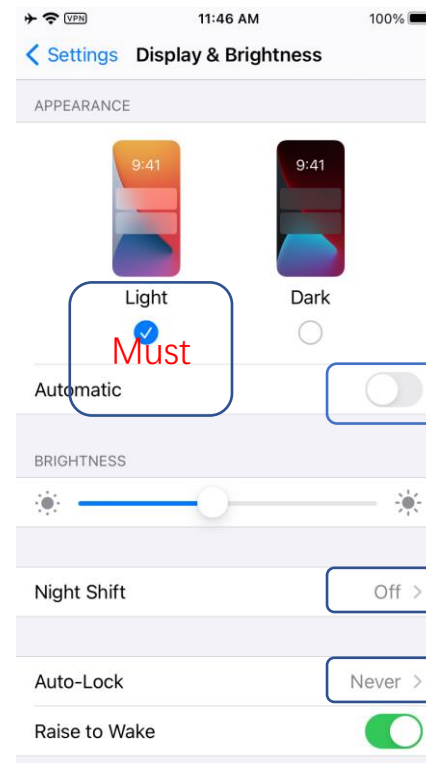 VPN 11:46 AM 100%
Settings Display & Brightness
APPEARANCE
9:41 9:41
Light Dark
Must
Automatic
BRIGHTNESS
Night Shift Off
Auto-Lock Never
Raise to Wake